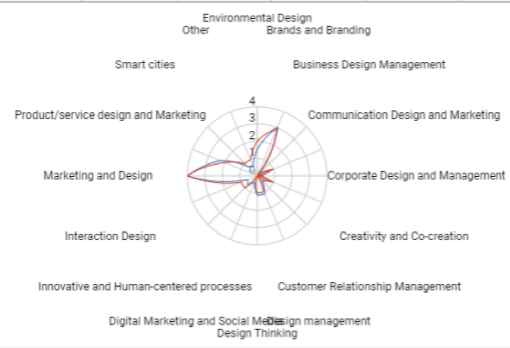 Environmental Design
Other
Brands and Branding
Smart cities
Business Design Management
4
Product/service design and Marketing
3
Communication Design and Marketing
2
1
Marketing and Design
Corporate Design and Management
Interaction Design
Creativity and Co-creation
Innovative and Human-centered processes
Customer Relationship Management
Digital Marketing and Social Media
Design management
Design Thinking